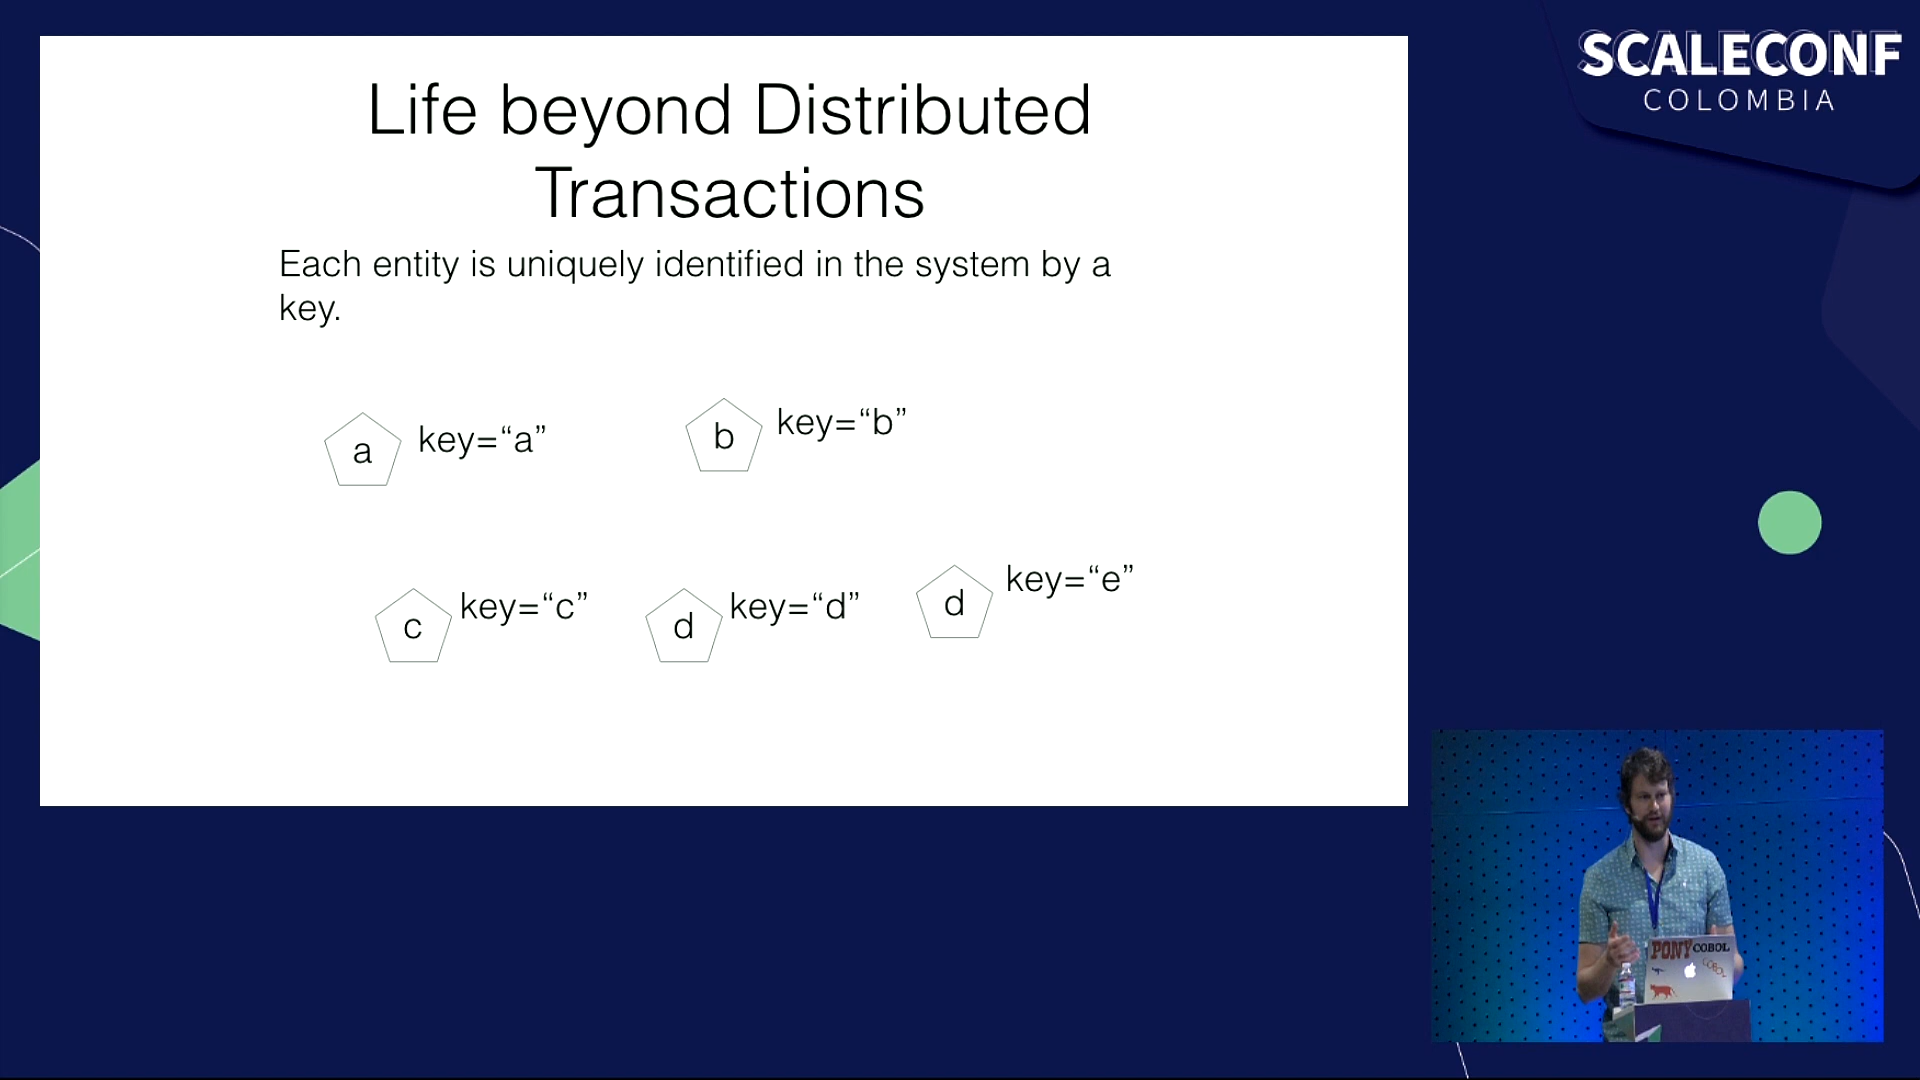 SCALECONF
COLOMBIA
Life beyond Distributed
Transactions
Each entity is uniquely identified in the system by a
key.
a key=“a”
b key=“b”
c key=“c”
d key=“d”
d key=“e”
PONY COBOL